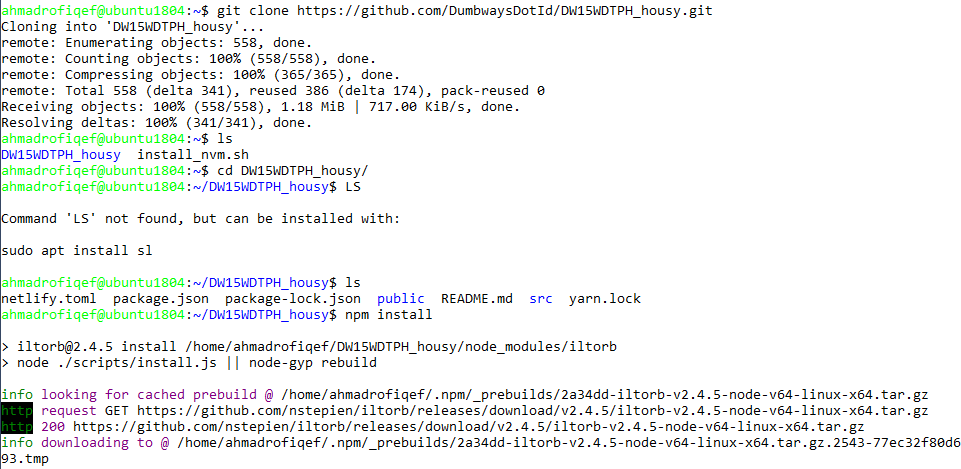 ahmadrofiqef@ubuntu1804:~$ git clone https://github.com/DumbwaysDotId/DW15WDTPH_housy.git
Cloning into 'DW15WDTPH_housy'...
remote: Enumerating objects: 558, done.
remote: Counting objects: 100% (558/558), done.
remote: Compressing objects: 100% (365/365), done.
remote: Total 558 (delta 341), reused 386 (delta 174), pack-reused 0
Receiving objects: 100% (558/558), 1.18 MiB | 717.00 KiB/s, done.
Resolving deltas: 100% (341/341), done.
ahmadrofiqef@ubuntu1804:~$ ls
DW15WDTPH_housy  install_nvm.sh
ahmadrofiqef@ubuntu1804:~$ cd DW15WDTPH_housy/
ahmadrofiqef@ubuntu1804:~/DW15WDTPH_housy$ LS
Command 'LS' not found, but can be installed with:
sudo apt install sl
ahmadrofiqef@ubuntu1804:~/DW15WDTPH_housy$ ls
netlify.toml  package.json  package-lock.json  public  README.md  src  yarn.lock
ahmadrofiqef@ubuntu1804:~/DW15WDTPH_housy$ npm install
> iltorb@2.4.5 install /home/ahmadrofiqef/DW15WDTPH_housy/node_modules/iltorb
> node ./scripts/install.js || node-gyp rebuild
info looking for cached prebuild @ /home/ahmadrofiqef/.npm/_prebuilds/2a34dd-iltorb-v2.4.5-node-v64-linux-x64.tar.gz
http request GET https://github.com/nstepien/iltorb/releases/download/v2.4.5/iltorb-v2.4.5-node-v64-linux-x64.tar.gz
http 200 https://github.com/nstepien/iltorb/releases/download/v2.4.5/iltorb-v2.4.5-node-v64-linux-x64.tar.gz
info downloading to @ /home/ahmadrofiqef/.npm/_prebuilds/2a34dd-iltorb-v2.4.5-node-v64-linux-x64.tar.gz.2543-77ec32f80d6
93.tmp